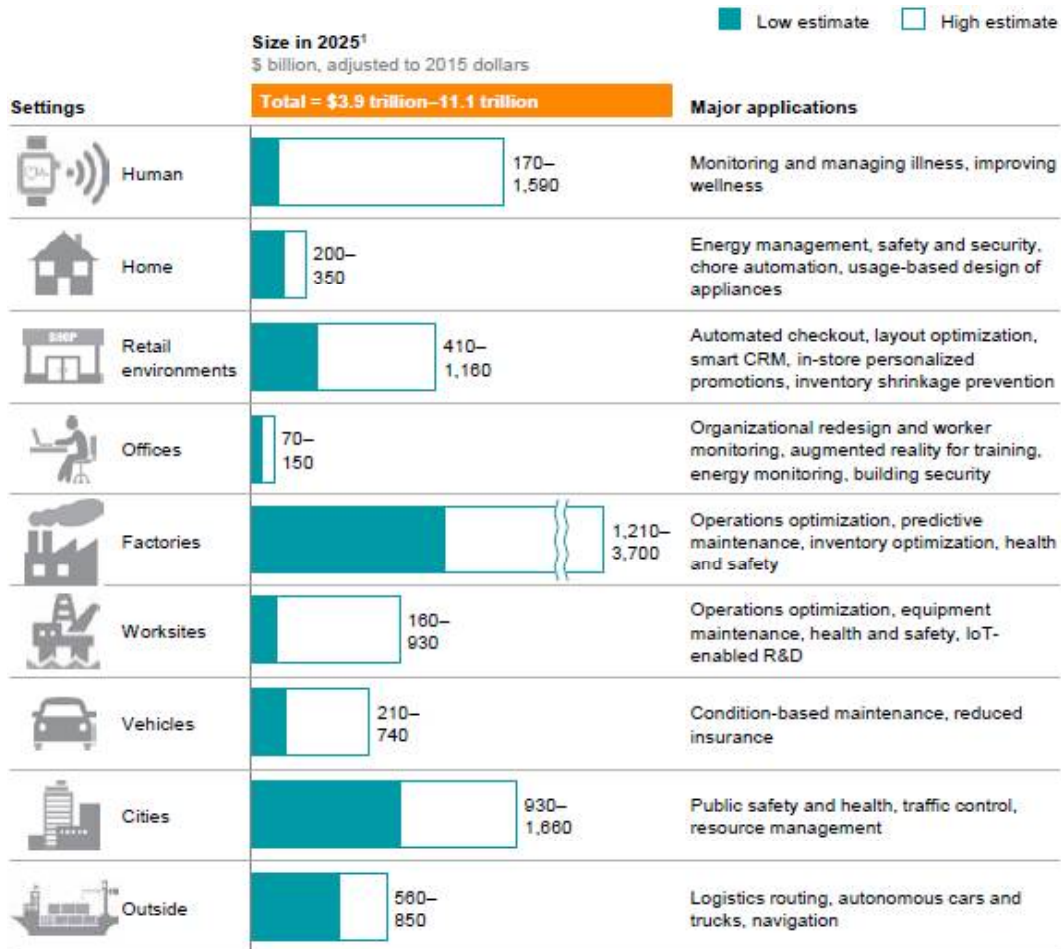 Low estimate
High estimate
Size in 2025¹
$ billion, adjusted to 2015 dollars
Settings
Total = $3.9 trillion–11.1 trillion
Major applications
Human
170–
1,590
Monitoring and managing illness, improving
wellness
Home
200–
350
Energy management, safety and security,
chore automation, usage-based design of
appliances
SHOP
Retail
environments
410–
1,160
Automated checkout, layout optimization,
smart CRM, in-store personalized
promotions, inventory shrinkage prevention
Offices
70–
150
Organizational redesign and worker
monitoring, augmented reality for training,
energy monitoring, building security
Factories
1,210–
3,700
Operations optimization, predictive
maintenance, inventory optimization, health
and safety
Worksites
160–
930
Operations optimization, equipment
maintenance, health and safety, IoT-
enabled R&D
Vehicles
210–
740
Condition-based maintenance, reduced
insurance
Cities
930–
1,660
Public safety and health, traffic control,
resource management
Outside
560–
850
Logistics routing, autonomous cars and
trucks, navigation